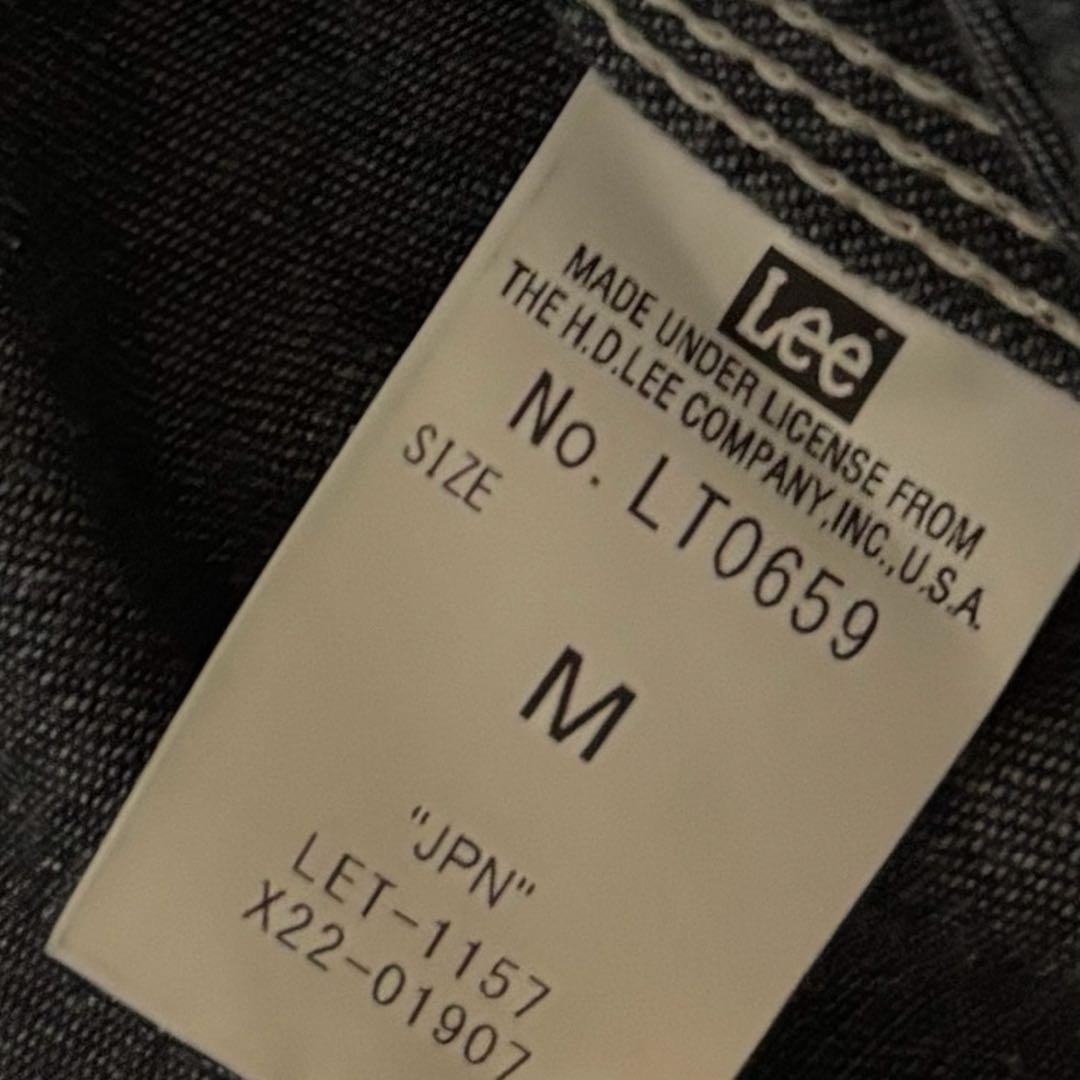 Lee
MADE UNDER LICENSE FROM
THE H.D.LEE COMPANY,INC.,U.S.A.
No. LT0659
SIZE
M
"JPN"
LET-1157
X22-01907